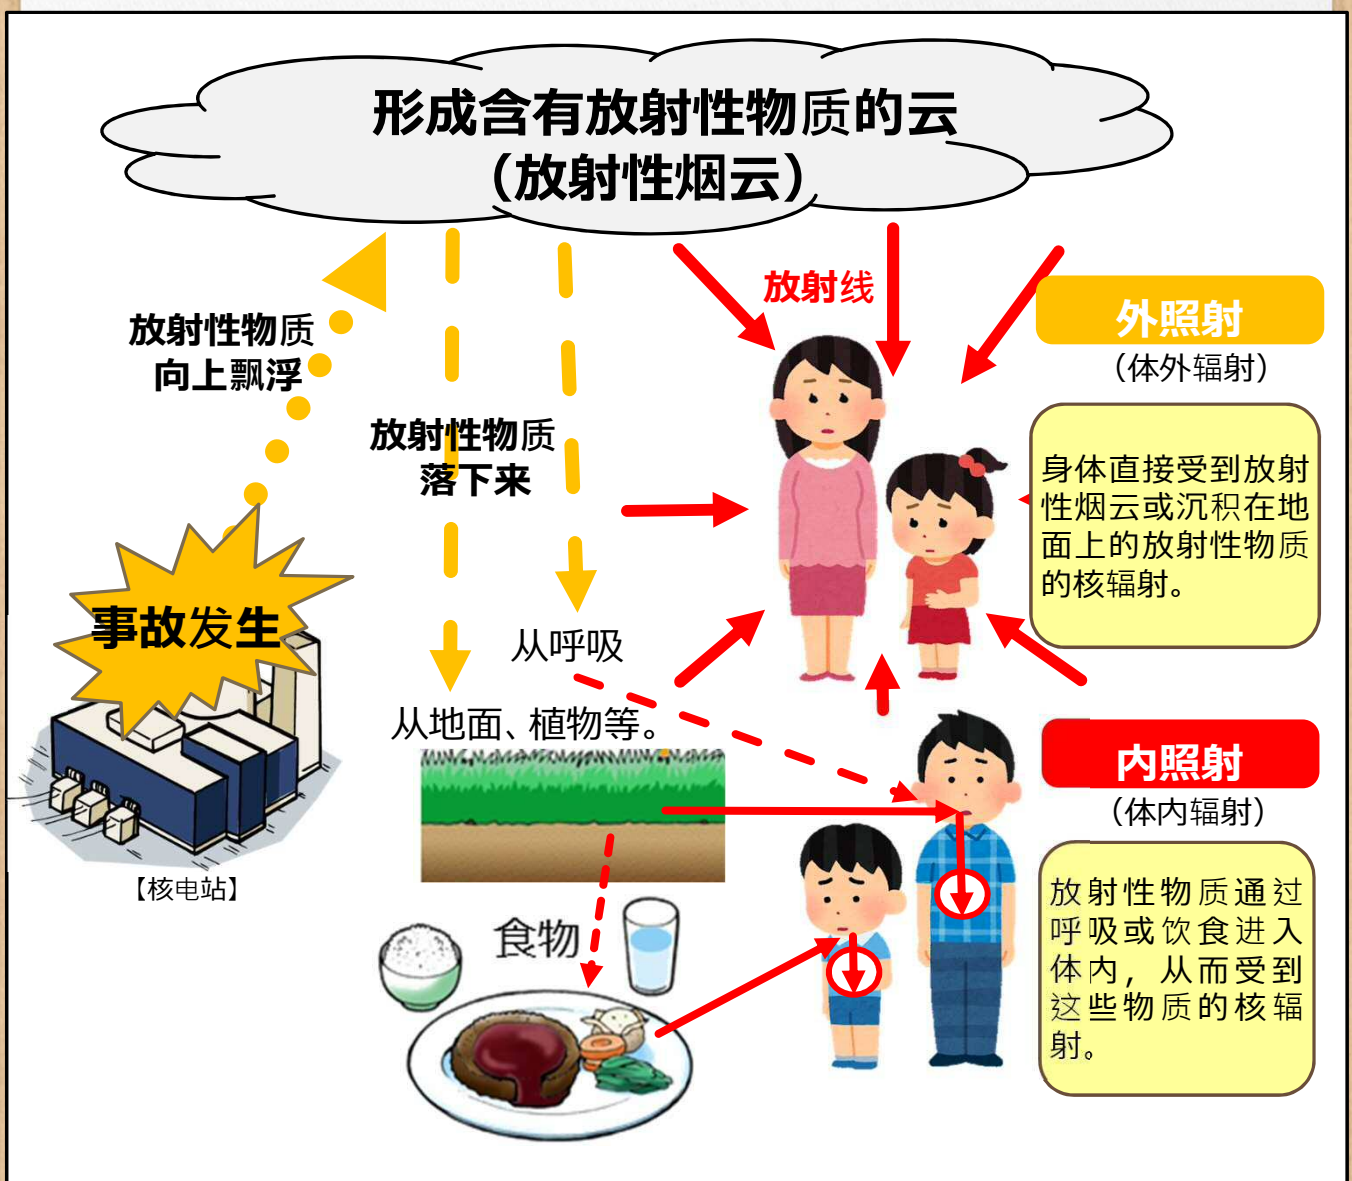 形成含有放射性物质的云
（放射性烟云）
放射性物质
向上飘浮
放射线
外照射
（体外辐射）
放射性物质
落下来
身体直接受到放射
性烟云或沉积在地
面上的放射性物质
的核辐射。
事故发生
从呼吸
从地面、植物等。
内照射
（体内辐射）
【核电站】
食物
放射性物质通过
呼吸或饮食进入
体内，从而受到
这些物质的核辐
射。